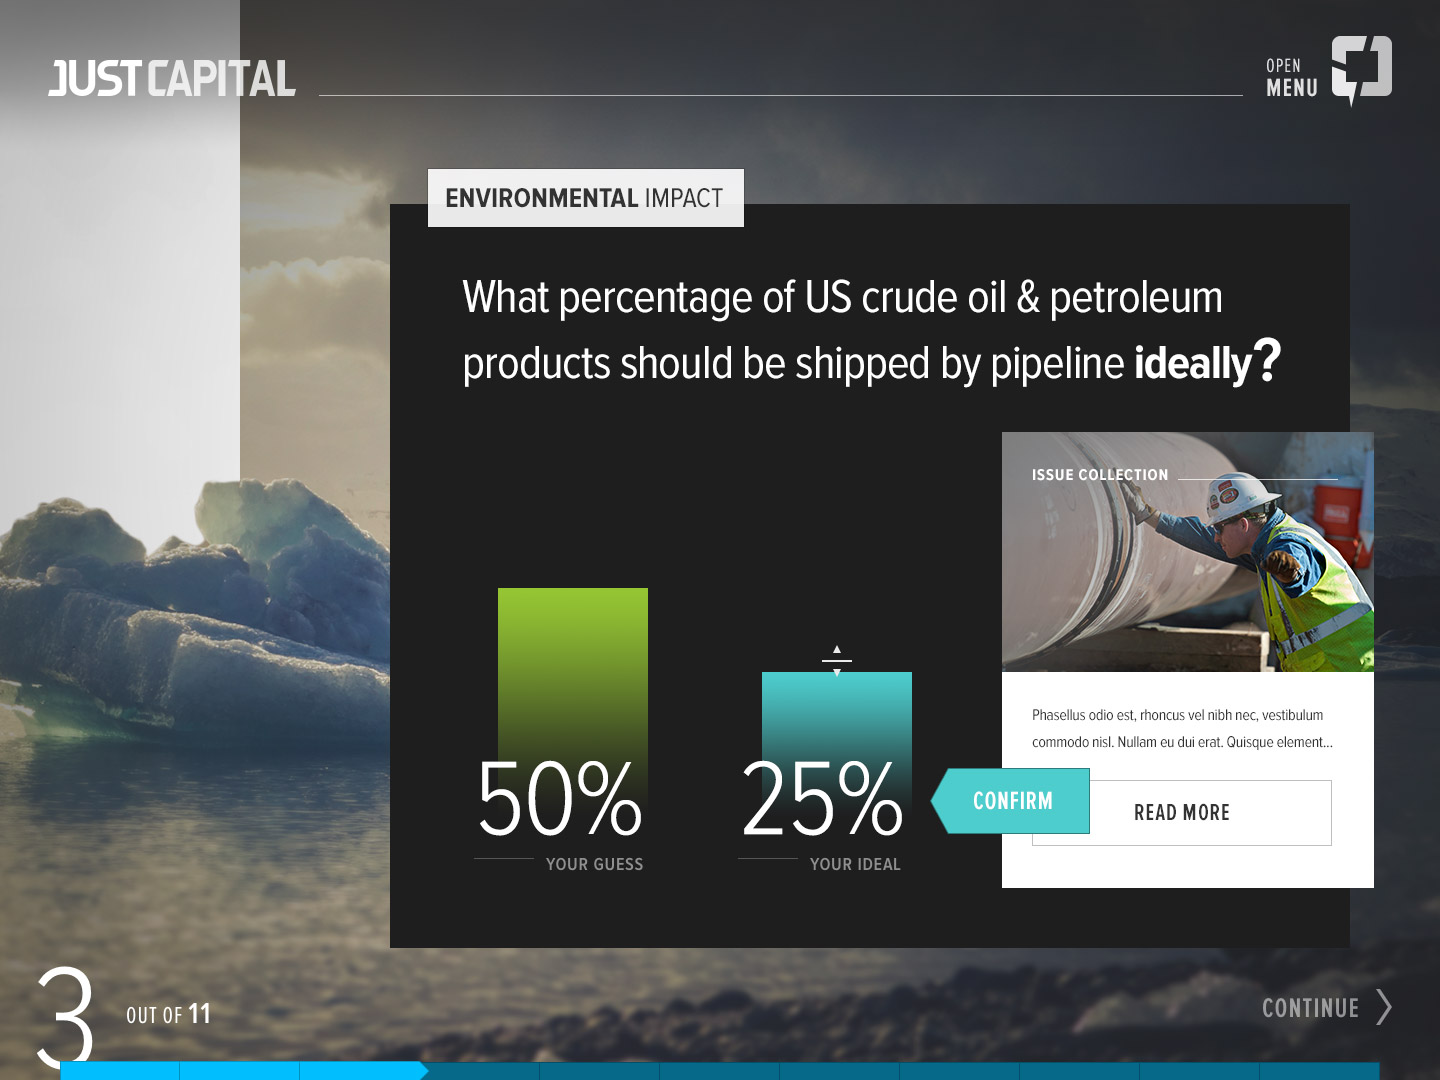 JUSTCAPITAL
OPEN
MENU
ENVIRONMENTAL IMPACT
What percentage of US crude oil & petroleum
products should be shipped by pipeline ideally?
ISSUE COLLECTION
50%
YOUR GUESS
25%
YOUR IDEAL
Phasellus odio est, rhoncus vel nibh nec, vestibulum
commodo nisl. Nullam eu dui erat. Quisque element...
CONFIRM
READ MORE
3 OUT OF 11
CONTINUE